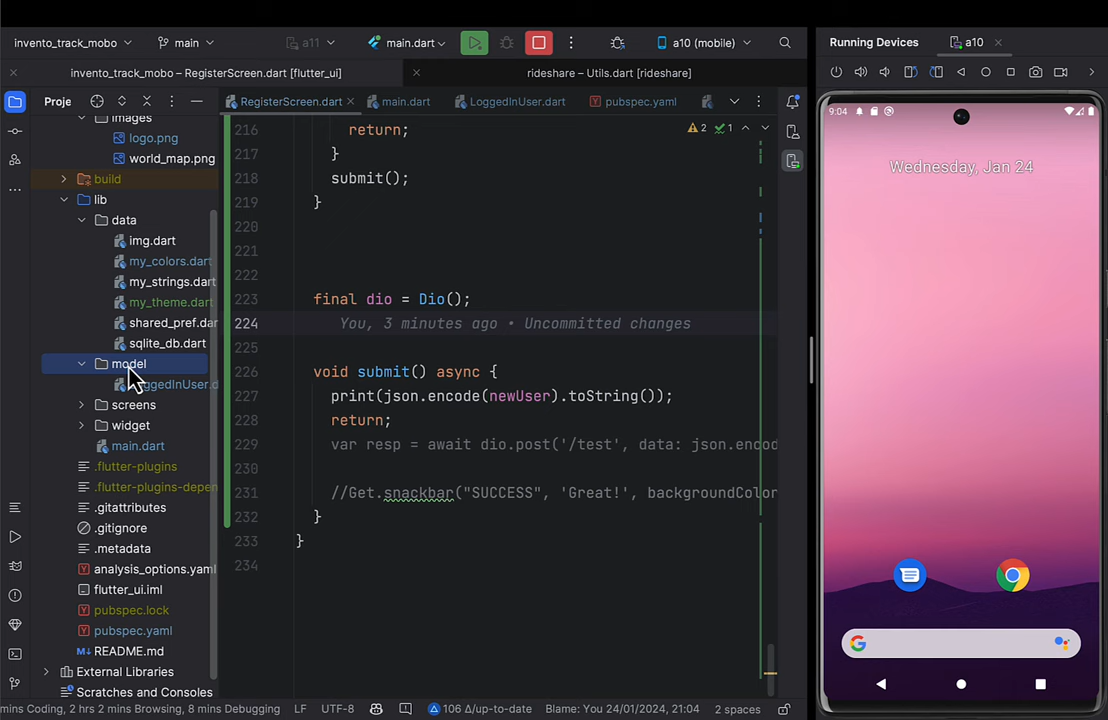 invento_track_mobo
main
a11
main.dart
a10 (mobile)
Running Devices
a10
invento_track_mobo – RegisterScreen.dart [flutter_ui]
rideshare – Utils.dart [rideshare]
Proje
RegisterScreen.dart
main.dart
LoggedInUser.dart
pubspec.yaml
images
logo.png
world_map.png
build
lib
data
img.dart
my_colors.dart
my_strings.dart
my_theme.dart
shared_pref.dar
sqlite_db.dart
model
ggedInUser.d
screens
widget
main.dart
.flutter-plugins
.flutter-plugins-depen
.gitattributes
.gitignore
.metadata
analysis_options.yaml
flutter_ui.iml
pubspec.lock
pubspec.yaml
README.md
External Libraries
Scratches and Consoles
2 1
216 return;
217 }
218 submit();
219 }
220
221
222
223 final dio = Dio();
224 You, 3 minutes ago • Uncommitted changes
225
226 void submit() async {
227 print(json.encode(newUser).toString());
228 return;
229 var resp = await dio.post('/test', data: json.encod
230
231 //Get.snackbar("SUCCESS", 'Great!', backgroundColor
232 }
233 }
234
9:04
Wednesday, Jan 24
mins Coding, 2 hrs 2 mins Browsing, 8 mins Debugging
LF
UTF-8
106 Δ/up-to-date
Blame: You 24/01/2024, 21:04
2 spaces